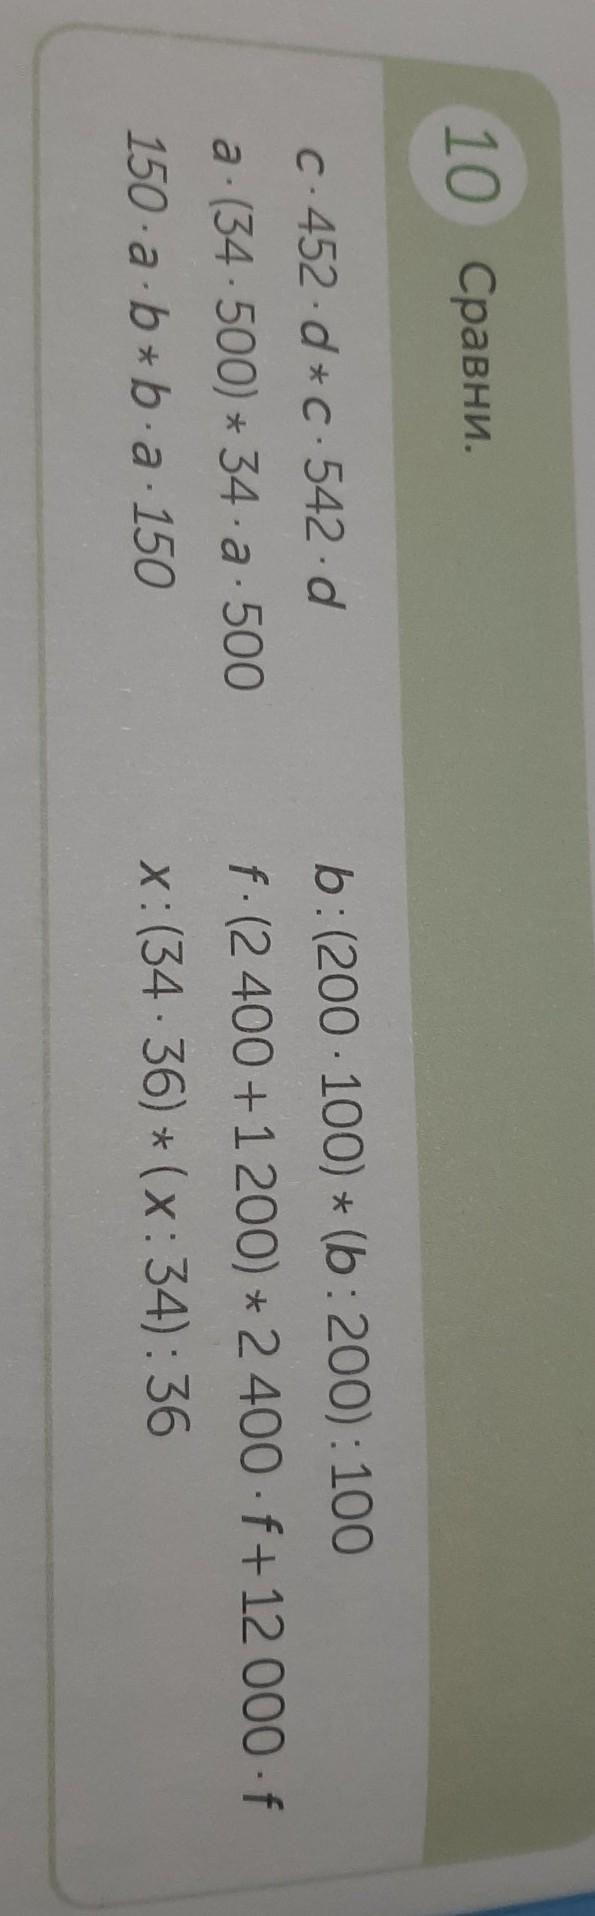 10 Сравни.
c · 452 · d * c · 542 · d
a · (34 · 500) * 34 · a · 500
150 · a · b * b · a · 150
b : (200 · 100) * (b : 200) : 100
f · (2 400 + 1 200) * 2 400 · f + 12 000 · f
x : (34 · 36) * (x : 34) : 36